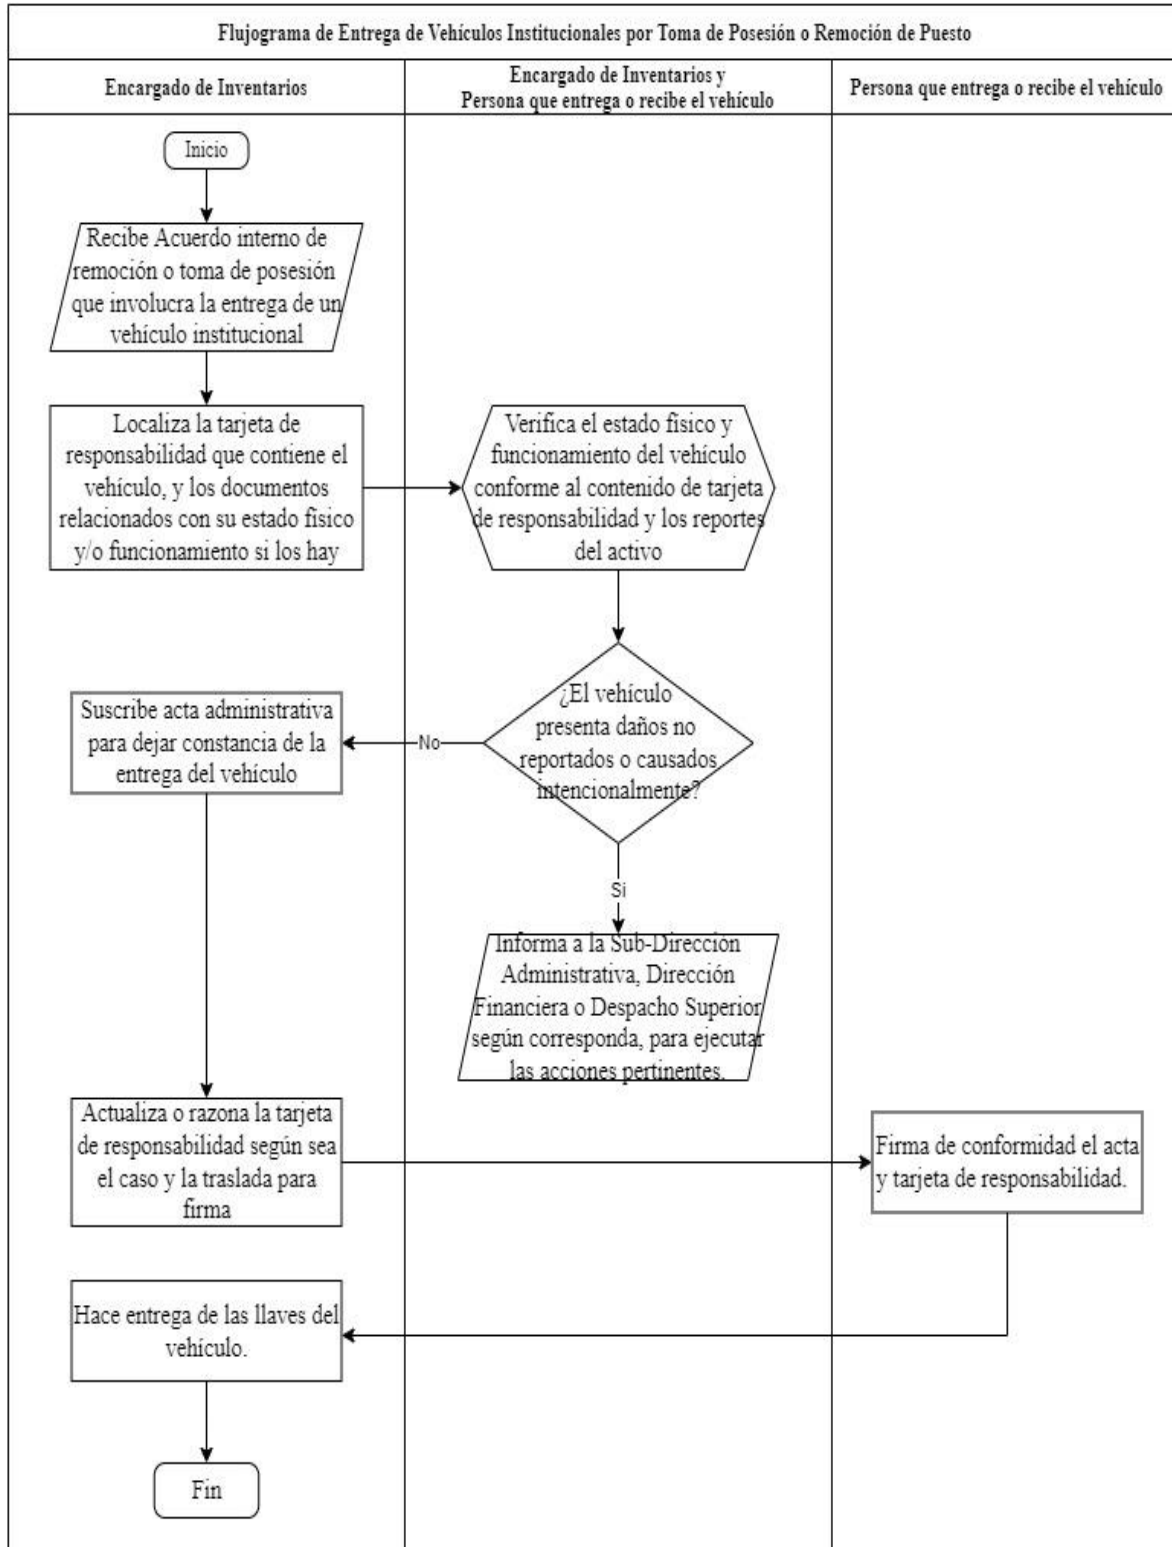 Flujograma de Entrega de Vehículos Institucionales por Toma de Posesión o Remoción de Puesto
Encargado de Inventarios
Encargado de Inventarios y
Persona que entrega o recibe el vehículo
Persona que entrega o recibe el vehículo
Inicio
Recibe Acuerdo interno de
remoción o toma de posesión
que involucra la entrega de un
vehículo institucional
Localiza la tarjeta de
responsabilidad que contiene el
vehículo, y los documentos
relacionados con su estado físico
y/o funcionamiento si los hay
Verifica el estado físico y
funcionamiento del vehículo
conforme al contenido de tarjeta
de responsabilidad y los reportes
del activo
¿El vehículo
presenta daños no
reportados o causados
intencionalmente?
No
Suscribe acta administrativa
para dejar constancia de la
entrega del vehículo
Si
Informa a la Sub-Dirección
Administrativa, Dirección
Financiera o Despacho Superior
según corresponda, para ejecutar
las acciones pertinentes.
Actualiza o razona la tarjeta
de responsabilidad según sea
el caso y la traslada para
firma
Firma de conformidad el acta
y tarjeta de responsabilidad.
Hace entrega de las llaves del
vehículo.
Fin